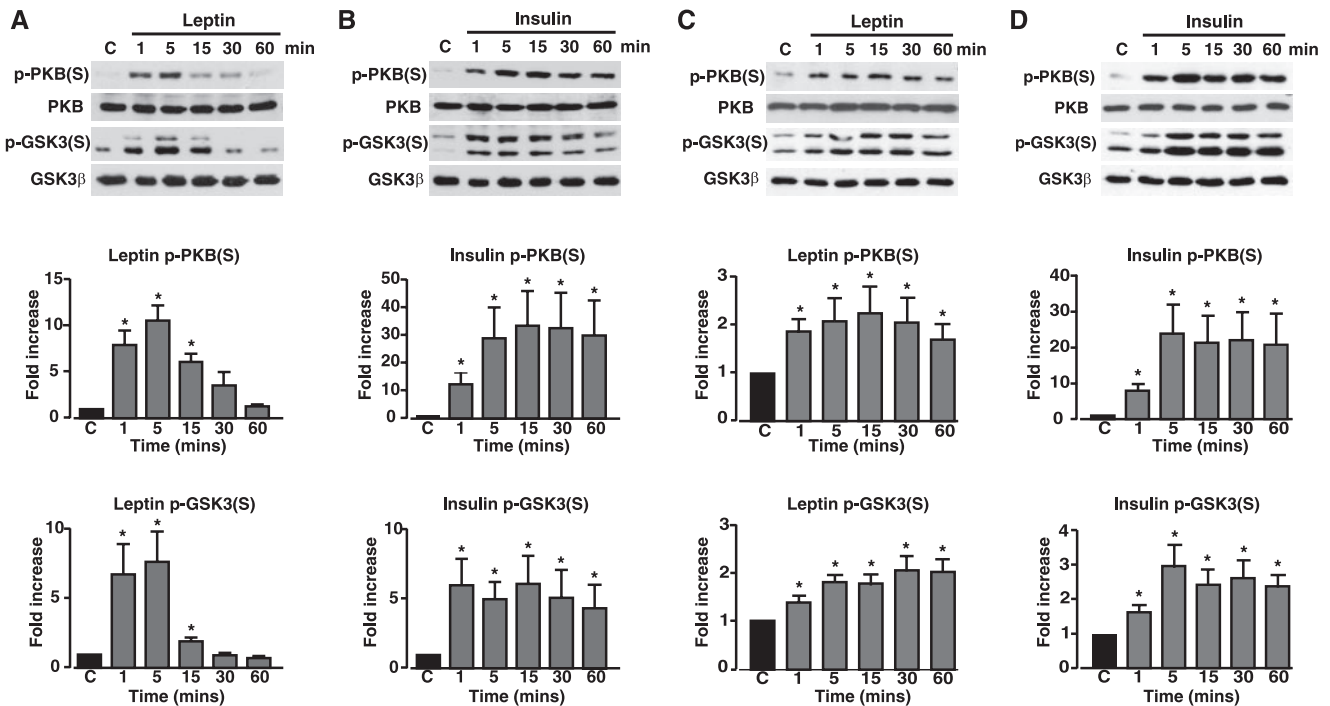 A
Leptin
C 1 5 15 30 60 min
p-PKB(S)
PKB
p-GSK3(S)
GSK3β
Leptin p-PKB(S)
Fold increase
15
10
5
0
C 1 5 15 30 60
Time (mins)
* * *
Leptin p-GSK3(S)
Fold increase
10
5
0
C 1 5 15 30 60
Time (mins)
* * *
B
Insulin
C 1 5 15 30 60
p-PKB(S)
PKB
p-GSK3(S)
GSK3β
Insulin p-PKB(S)
Fold increase
50
40
30
20
10
0
C 1 5 15 30 60
Time (mins)
* * * * *
Insulin p-GSK3(S)
Fold increase
10
5
0
C 1 5 15 30 60
Time (mins)
* * * * *
C
Leptin
C 1 5 15 30 60 min
p-PKB(S)
PKB
p-GSK3(S)
GSK3β
Leptin p-PKB(S)
Fold increase
3
2
1
0
C 1 5 15 30 60
Time (mins)
* * * * *
Leptin p-GSK3(S)
Fold increase
3
2
1
0
C 1 5 15 30 60
Time (mins)
* * * * *
D
Insulin
C 1 5 15 30 60 min
p-PKB(S)
PKB
p-GSK3(S)
GSK3β
Insulin p-PKB(S)
Fold increase
40
30
20
10
0
C 1 5 15 30 60
Time (mins)
* * * * *
Insulin p-GSK3(S)
Fold increase
4
3
2
1
0
C 1 5 15 30 60
Time (mins)
* * * * *